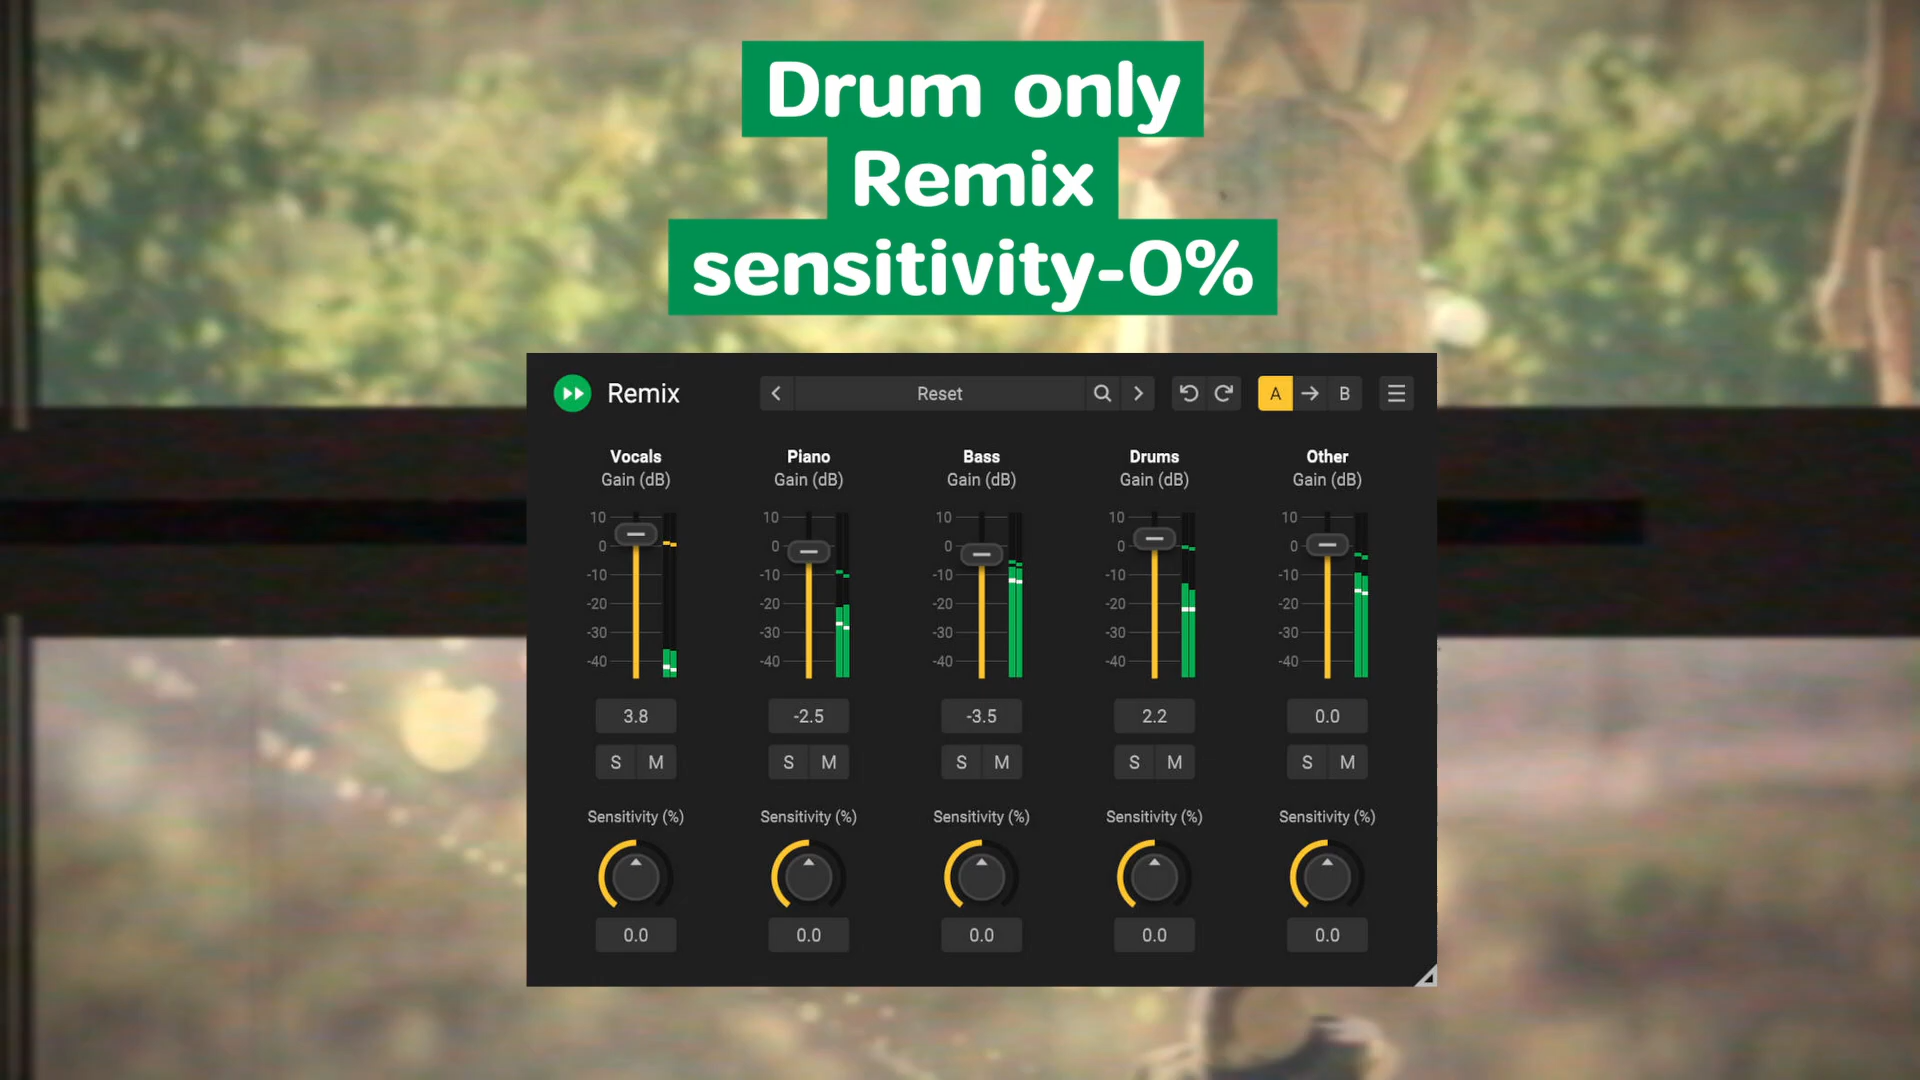 Drum only
Remix
sensitivity-0%
Remix
Reset
A
B
Vocals Piano Bass Drums Other
Gain (dB) Gain (dB) Gain (dB) Gain (dB) Gain (dB)
10 10 10 10 10
0 0 0 0 0
-10 -10 -10 -10 -10
-20 -20 -20 -20 -20
-30 -30 -30 -30 -30
-40 -40 -40 -40 -40
3.8 -2.5 -3.5 2.2 0.0
S M S M S M S M S M
Sensitivity (%) Sensitivity (%) Sensitivity (%) Sensitivity (%) Sensitivity (%)
0.0 0.0 0.0 0.0 0.0